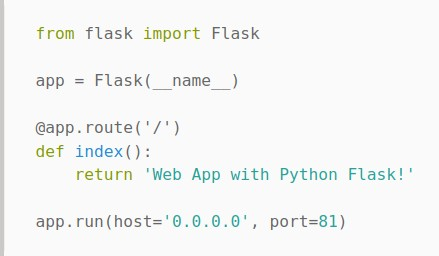 from flask import Flask
app = Flask(__name__)
@app.route('/')
def index():
    return 'Web App with Python Flask!'
app.run(host='0.0.0.0', port=81)